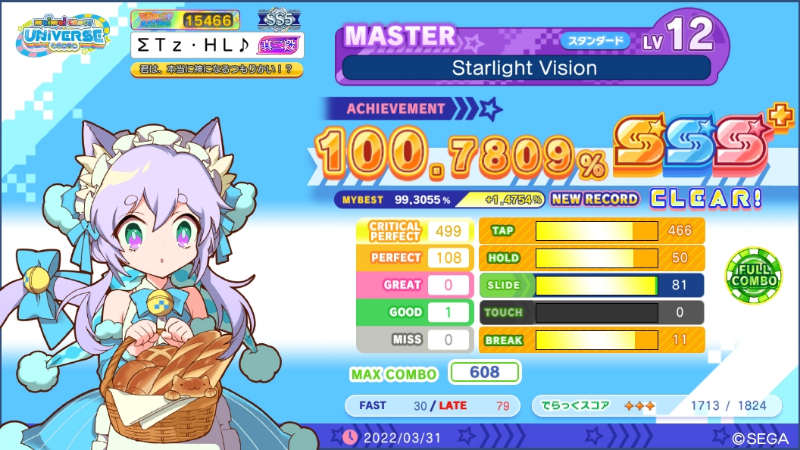 maimai でらっくす
UNiVERSE
15466
SS5
ΣTz・HL♪
真三段
君は、本当に神になるつもりかい！？
MASTER
スタンダード
LV 12
Starlight Vision
ACHIEVEMENT
100.7809%
SSS+
MYBEST 99.3055% +1.4754% NEW RECORD CLEAR!
CRITICAL PERFECT 499
PERFECT 108
GREAT 0
GOOD 1
MISS 0
TAP 466
HOLD 50
SLIDE 81
TOUCH 0
BREAK 11
FULL COMBO
MAX COMBO 608
FAST 30 / LATE 79
でらっくスコア 1713 / 1824
2022/03/31
©SEGA